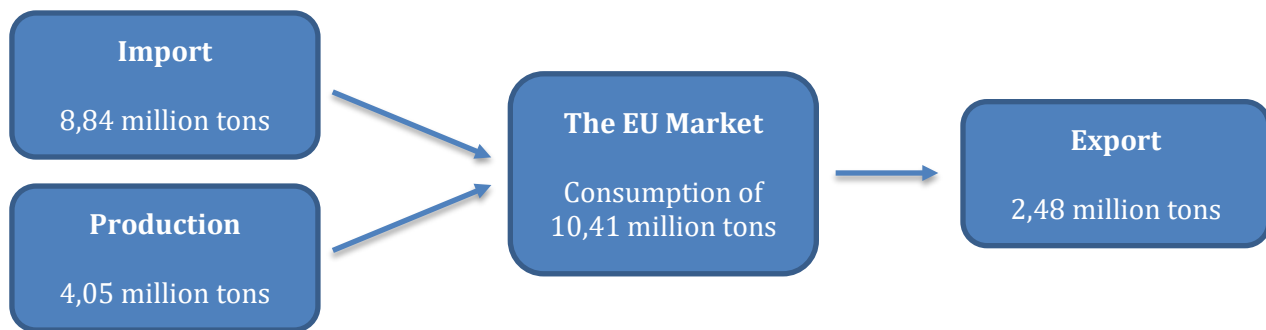 Import
8,84 million tons
Production
4,05 million tons
The EU Market
Consumption of
10,41 million tons
Export
2,48 million tons